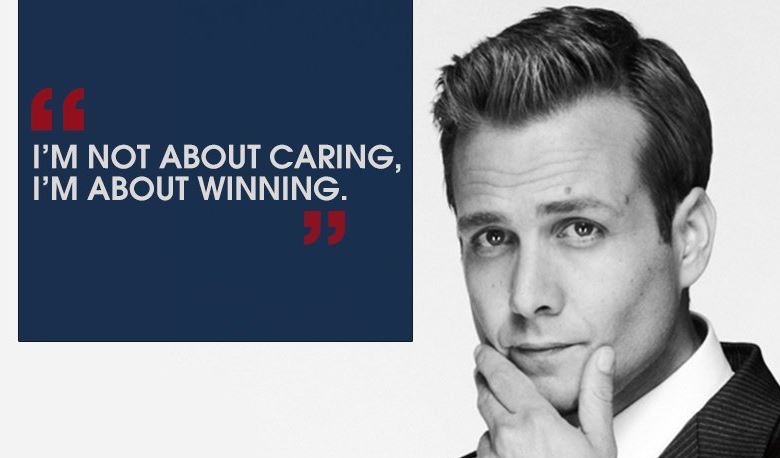 “
I’M NOT ABOUT CARING,
I’M ABOUT WINNING.
”